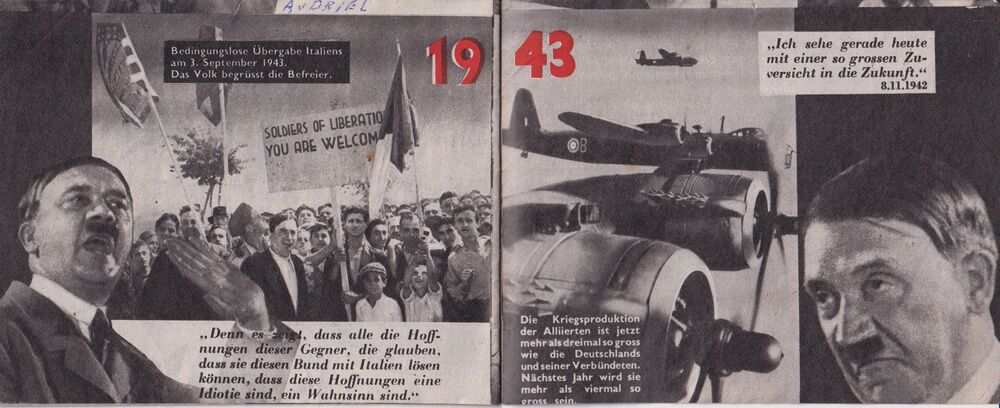 AvDRiEL
Bedingungslose Übergabe Italiens
am 3. September 1943.
Das Volk begrüsst die Befreier.
19
SOLDIERS OF LIBERATIO
YOU ARE WELCOM
„Denn es zeigt, dass alle die Hoff-
nungen dieser Gegner, die glauben,
dass sie diesen Bund mit Italien lösen
können, dass diese Hoffnungen eine
Idiotie sind, ein Wahnsinn sind.“
43
„Ich sehe gerade heute
mit einer so grossen Zu-
versicht in die Zukunft.“
8.11.1942
B
Die Kriegsproduktion
der Alliierten ist jetzt
mehr als dreimal so gross
wie die Deutschlands
und seiner Verbündeten.
Nächstes Jahr wird sie
mehr als viermal so
gross sein.